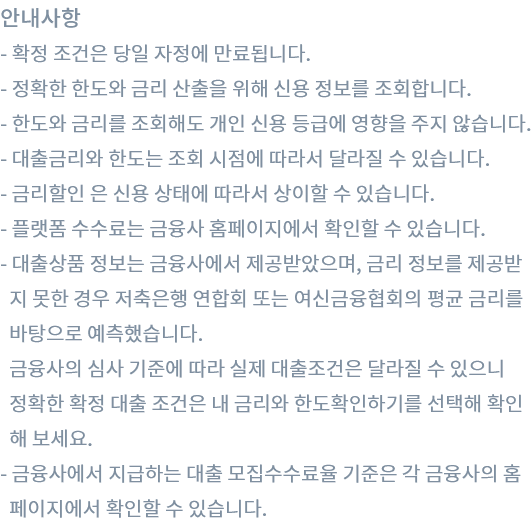 안내사항
- 확정 조건은 당일 자정에 만료됩니다.
- 정확한 한도와 금리 산출을 위해 신용 정보를 조회합니다.
- 한도와 금리를 조회해도 개인 신용 등급에 영향을 주지 않습니다.
- 대출금리와 한도는 조회 시점에 따라서 달라질 수 있습니다.
- 금리할인 은 신용 상태에 따라서 상이할 수 있습니다.
- 플랫폼 수수료는 금융사 홈페이지에서 확인할 수 있습니다.
- 대출상품 정보는 금융사에서 제공받았으며, 금리 정보를 제공받
지 못한 경우 저축은행 연합회 또는 여신금융협회의 평균 금리를
바탕으로 예측했습니다.
금융사의 심사 기준에 따라 실제 대출조건은 달라질 수 있으니
정확한 확정 대출 조건은 내 금리와 한도확인하기를 선택해 확인
해 보세요.
- 금융사에서 지급하는 대출 모집수수료율 기준은 각 금융사의 홈
페이지에서 확인할 수 있습니다.